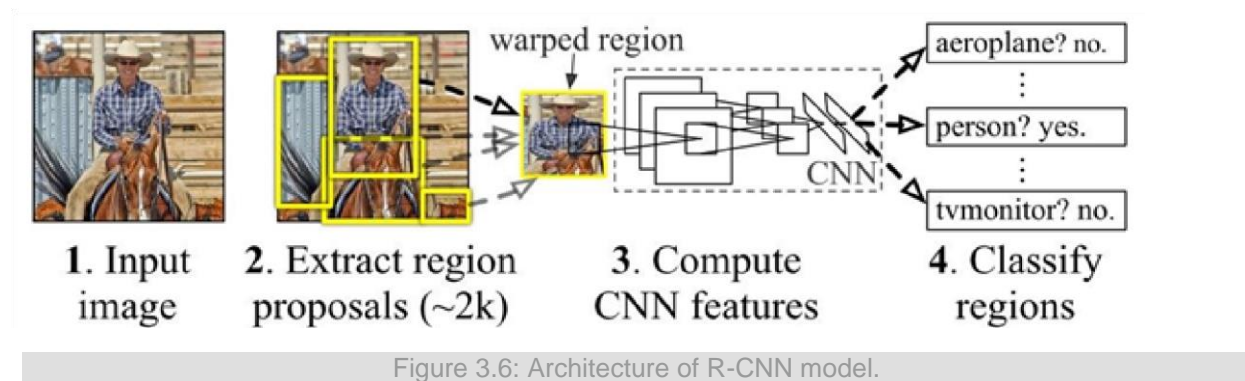 warped region
aeroplane? no.
⋮
person? yes.
⋮
tvmonitor? no.
CNN
1. Input
image
2. Extract region
proposals (~2k)
3. Compute
CNN features
4. Classify
regions
Figure 3.6: Architecture of R-CNN model.